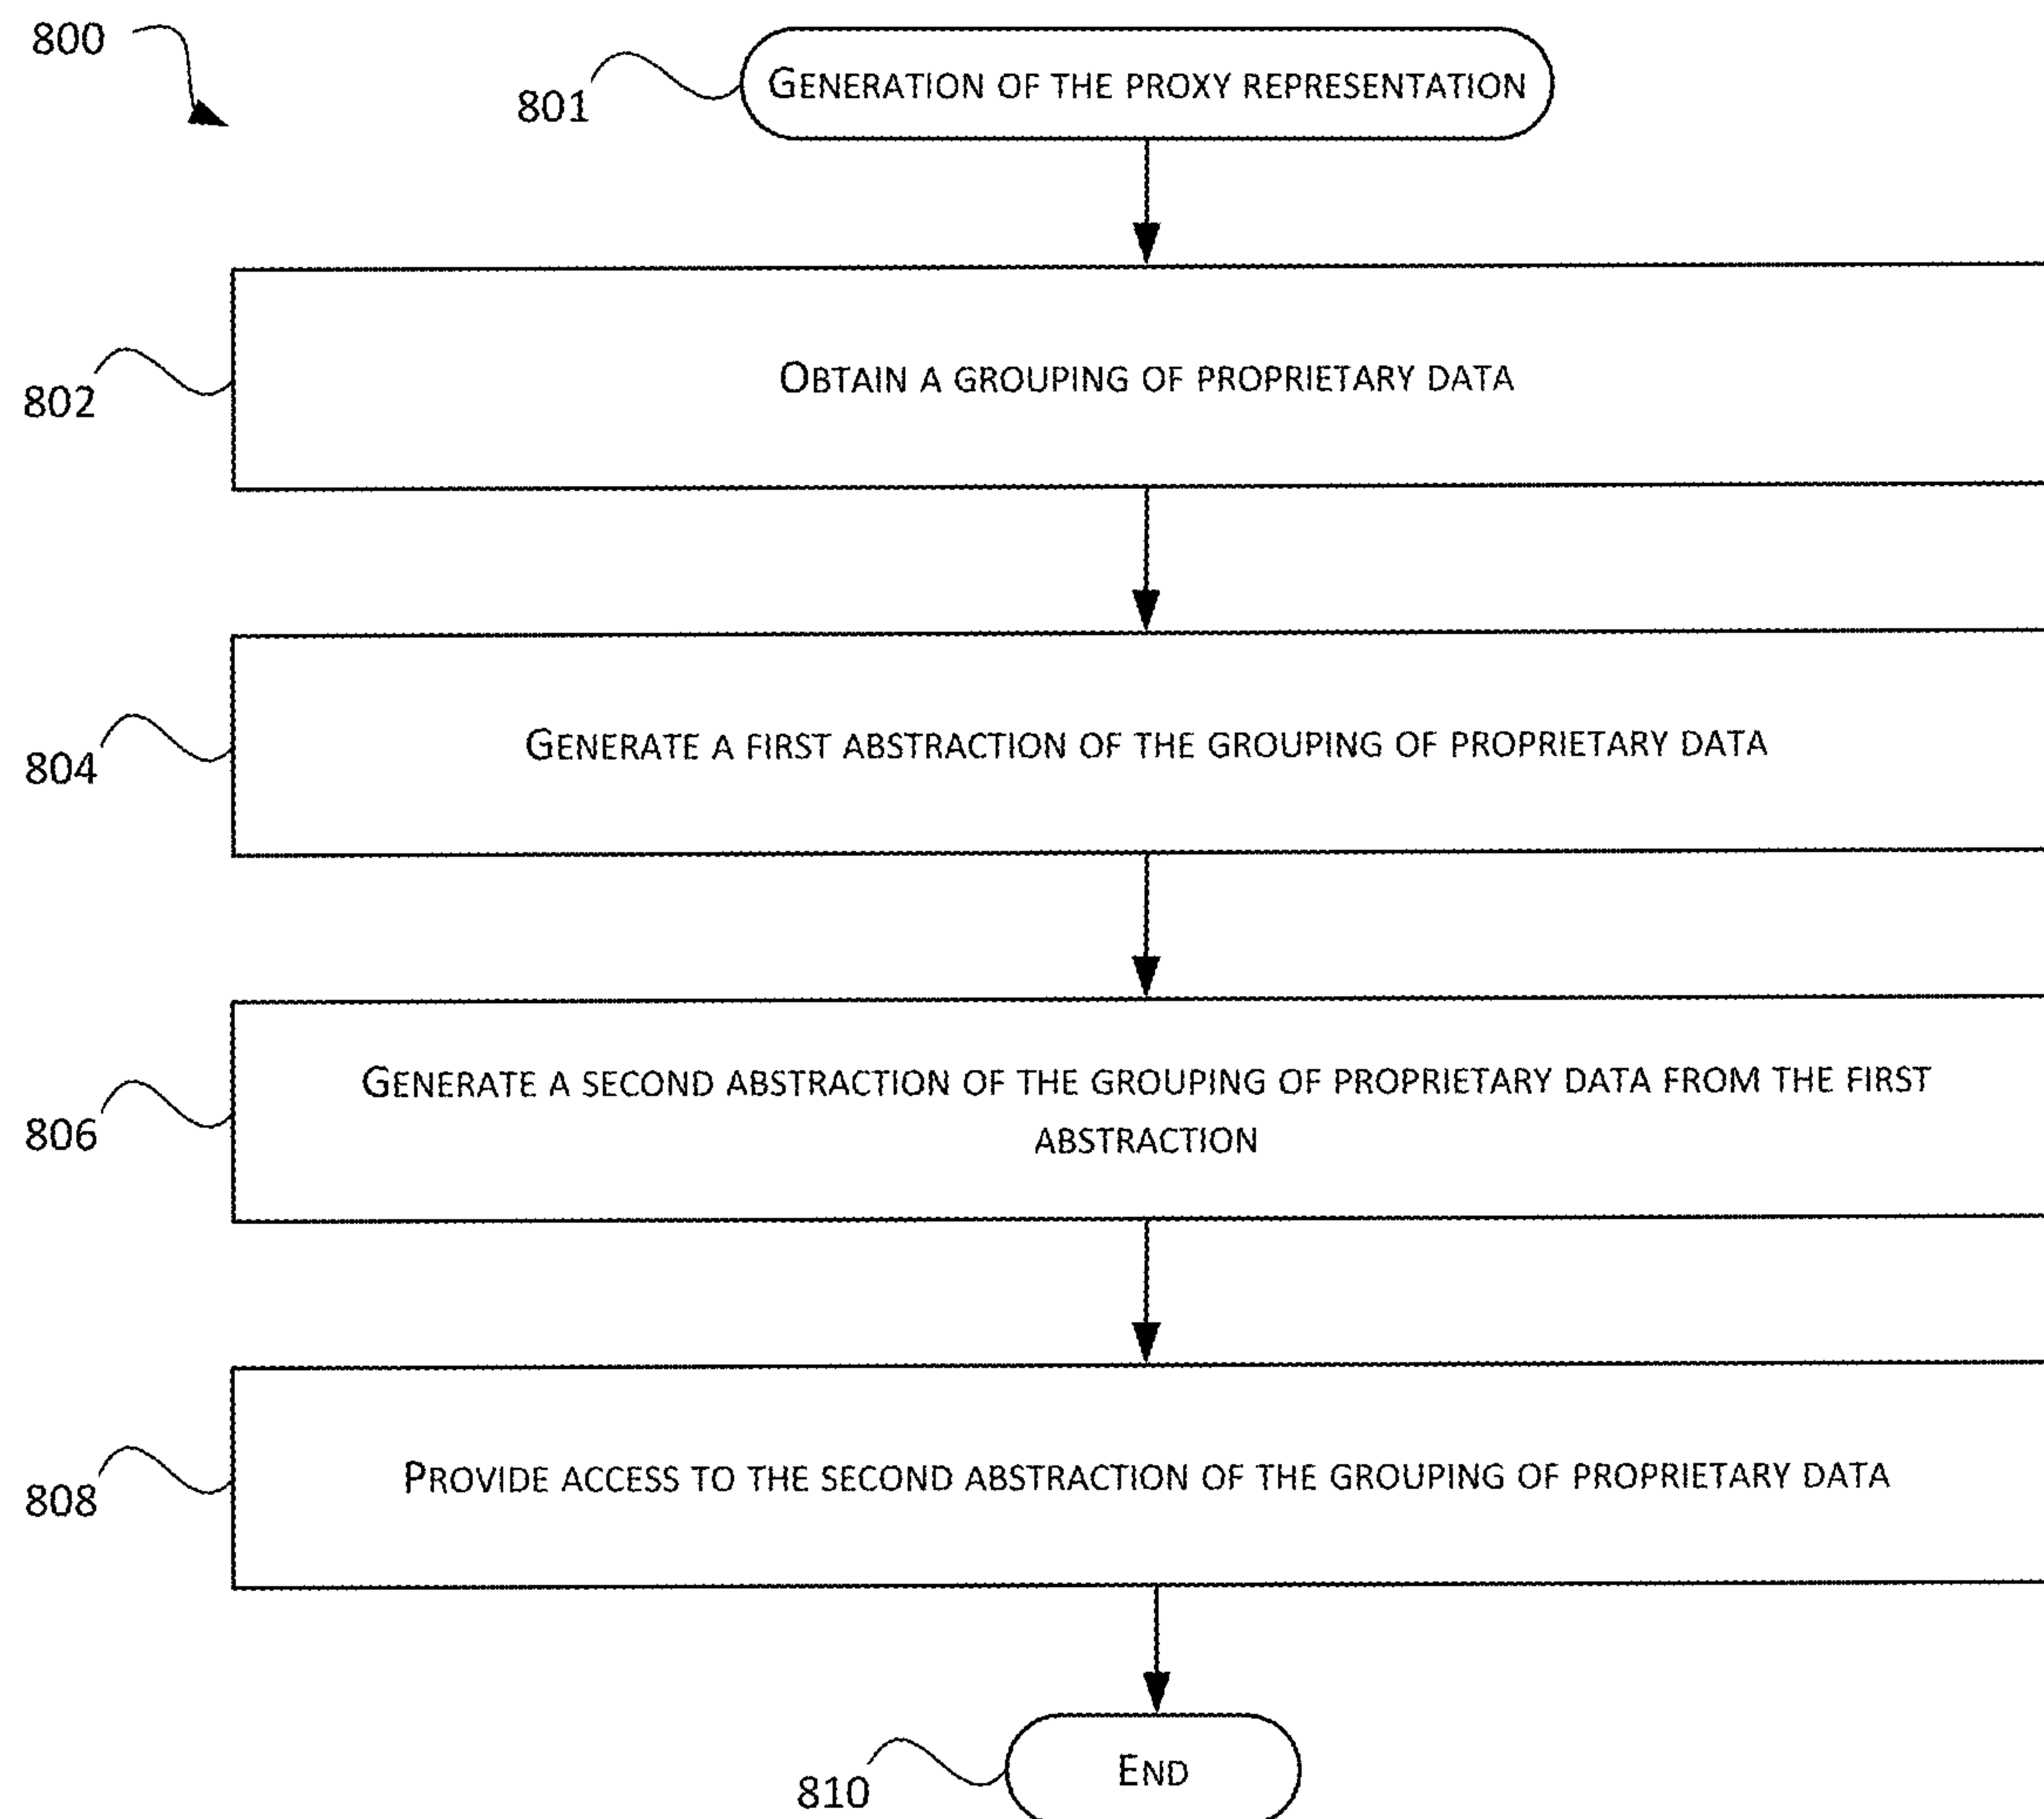 800
801
GENERATION OF THE PROXY REPRESENTATION
OBTAIN A GROUPING OF PROPRIETARY DATA
802
GENERATE A FIRST ABSTRACTION OF THE GROUPING OF PROPRIETARY DATA
804
GENERATE A SECOND ABSTRACTION OF THE GROUPING OF PROPRIETARY DATA FROM THE FIRST
ABSTRACTION
806
PROVIDE ACCESS TO THE SECOND ABSTRACTION OF THE GROUPING OF PROPRIETARY DATA
808
END
810